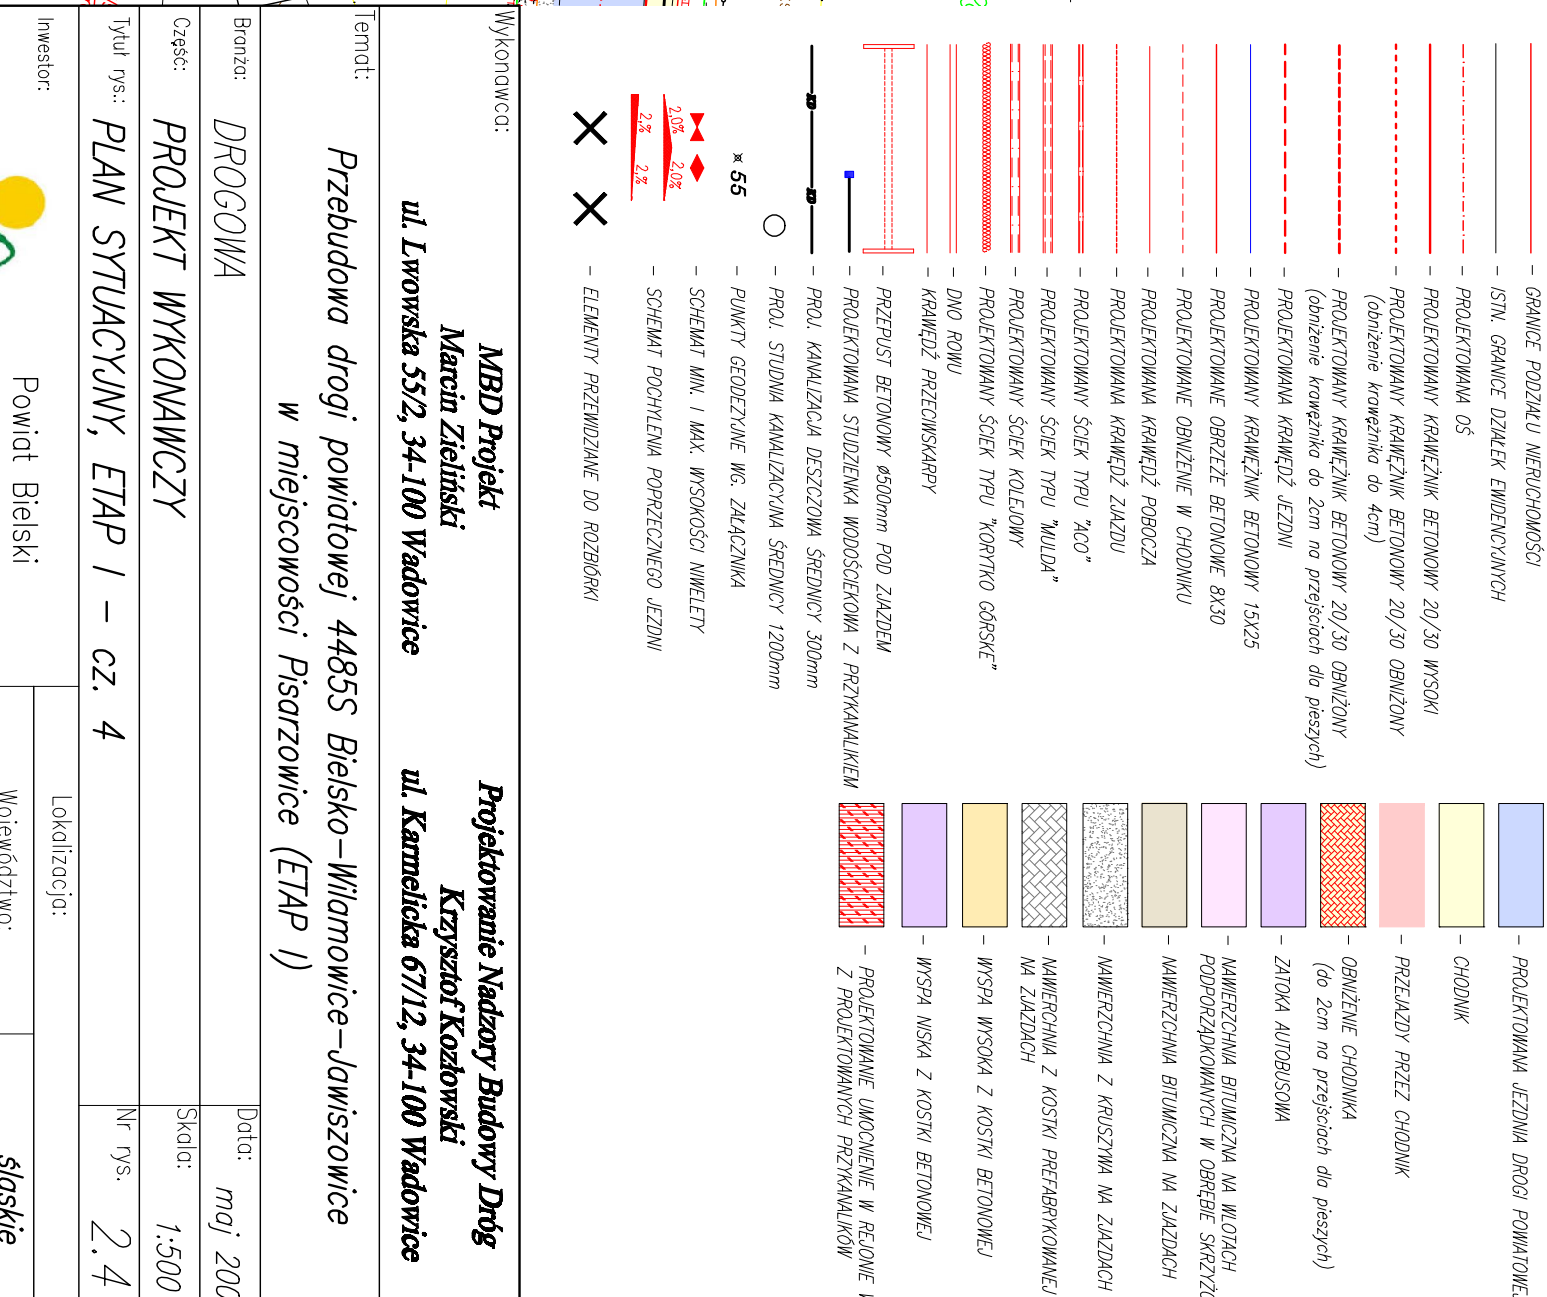 – GRANICE PODZIAŁU NIERUCHOMOŚCI
– ISTN. GRANICE DZIAŁEK EWIDENCYJNYCH
– PROJEKTOWANA OŚ
– PROJEKTOWANY KRAWĘŻNIK BETONOWY 20/30 WYSOKI
– PROJEKTOWANY KRAWĘŻNIK BETONOWY 20/30 OBNIŻONY
(obniżenie krawężnika do 4cm)
– PROJEKTOWANY KRAWĘŻNIK BETONOWY 20/30 OBNIŻONY
(obniżenie krawężnika do 2cm na przejściach dla pieszych)
– PROJEKTOWANA KRAWĘDŹ JEZDNI
– PROJEKTOWANY KRAWĘŻNIK BETONOWY 15X25
– PROJEKTOWANE OBRZEŻE BETONOWE 8X30
– PROJEKTOWANE OBNIŻENIE W CHODNIKU
– PROJEKTOWANA KRAWĘDŹ POBOCZA
– PROJEKTOWANA KRAWĘDŹ ZJAZDU
– PROJEKTOWANY ŚCIEK TYPU "ACO"
– PROJEKTOWANY ŚCIEK TYPU "MULDA"
– PROJEKTOWANY ŚCIEK KOLEJOWY
– PROJEKTOWANY ŚCIEK TYPU "KORYTKO GÓRSKE"
– DNO ROWU
– KRAWĘDŹ PRZECIWSKARPY
– PRZEPUST BETONOWY Ø500mm POD ZJAZDEM
– PROJEKTOWANA STUDZIENKA WODOŚCIEKOWA Z PRZYKANALIKIEM
KD KD
– PROJ. KANALIZACJA DESZCZOWA ŚREDNICY 300mm
– PROJ. STUDNIA KANALIZACYJNA ŚREDNICY 1200mm
55
– PUNKTY GEODEZYJNE WG. ZAŁĄCZNIKA
– SCHEMAT MIN. I MAX. WYSOKOŚCI NIWELETY
2,0% 2,0%
2,% 2,%
– SCHEMAT POCHYLENIA POPRZECZNEGO JEZDNI
– ELEMENTY PRZEWIDZIANE DO ROZBIÓRKI
– PROJEKTOWANA JEZDNIA DROGI POWIATOWEJ
– CHODNIK
– PRZEJAZDY PRZEZ CHODNIK
– OBNIŻENIE CHODNIKA
(do 2cm na przejściach dla pieszych)
– ZATOKA AUTOBUSOWA
– NAWIERZCHNIA BITUMICZNA NA WLOTACH
PODPORZĄDKOWANYCH W OBRĘBIE SKRZYŻO
– NAWIERZCHNIA BITUMICZNA NA ZJAZDACH
– NAWIERZCHNIA Z KRUSZYWA NA ZJAZDACH
– NAWIERCHNIA Z KOSTKI PREFABRYKOWANEJ
NA ZJAZDACH
– WYSPA WYSOKA Z KOSTKI BETONOWEJ
– WYSPA NISKA Z KOSTKI BETONOWEJ
– PROJEKTOWANIE UMOCNIENIE W REJONIE W
Z PROJEKTOWANYCH PRZYKANALIKÓW
Wykonawca:
MBD Projekt
Marcin Zieliński
ul. Lwowska 55/2, 34-100 Wadowice
Projektowanie Nadzory Budowy Dróg
Krzysztof Kozłowski
ul. Karmelicka 67/12, 34-100 Wadowice
Temat:
Przebudowa drogi powiatowej 4485S Bielsko–Wilamowice–Jawiszowice
w miejscowości Pisarzowice (ETAP I)
Branża: DROGOWA
Data: maj 200
Część: PROJEKT WYKONAWCZY
Skala: 1:500
Tytuł rys.: PLAN SYTUACYJNY, ETAP I – cz. 4
Nr rys. 2.4
Inwestor:
Powiat Bielski
Lokalizacja:
Województwo:
śląskie